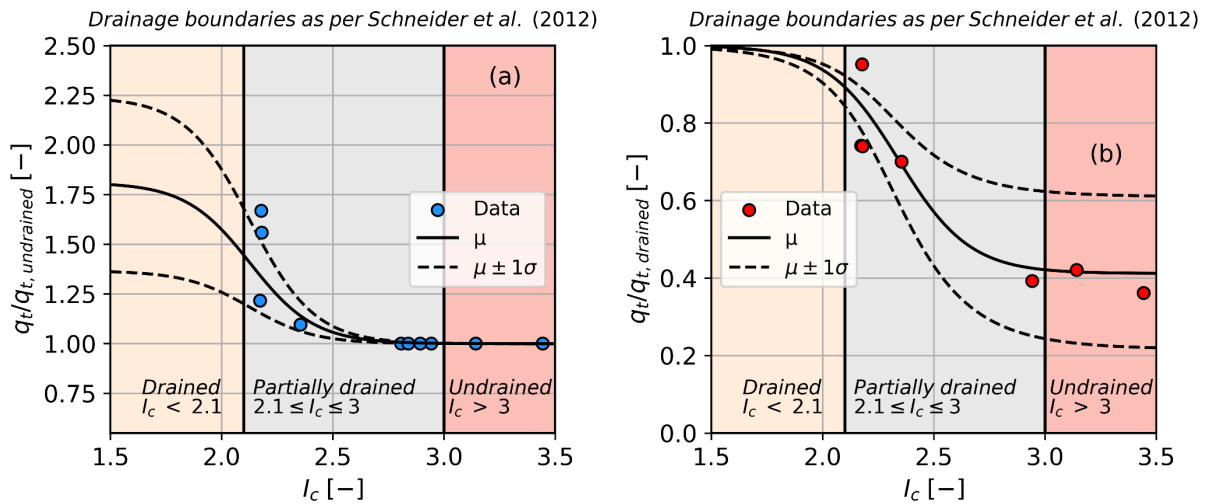 Drainage boundaries as per Schneider et al. (2012)
2.50
2.25
2.00
1.75
1.50
1.25
1.00
0.75
q_t/q_{t, undrained} [−]
(a)
Data
μ
μ ± 1σ
Drained
I_c < 2.1
Partially drained
2.1 ≤ I_c ≤ 3
Undrained
I_c > 3
1.5 2.0 2.5 3.0 3.5
I_c [−]
Drainage boundaries as per Schneider et al. (2012)
1.0
0.8
0.6
0.4
0.2
0.0
q_t/q_{t, drained} [−]
(b)
Data
μ
μ ± 1σ
Drained
I_c < 2.1
Partially drained
2.1 ≤ I_c ≤ 3
Undrained
I_c > 3
1.5 2.0 2.5 3.0 3.5
I_c [−]